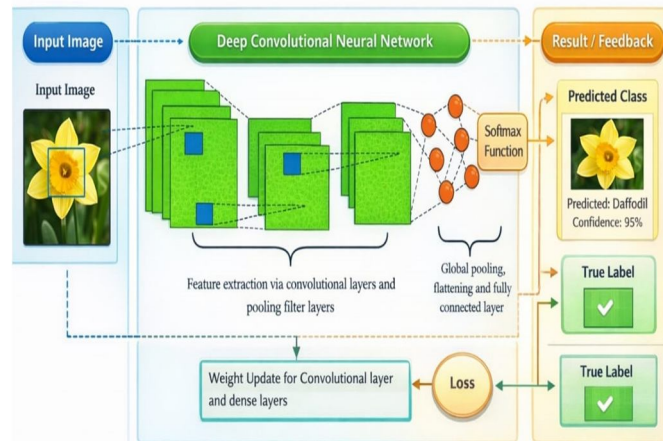 Input Image
Deep Convolutional Neural Network
Result / Feedback
Input Image
Predicted Class
Softmax
Function
Predicted: Daffodil
Confidence: 95%
Feature extraction via convolutional layers and
pooling filter layers
Global pooling,
flattening and fully
connected layer
True Label
Weight Update for Convolutional layer
and dense layers
Loss
True Label